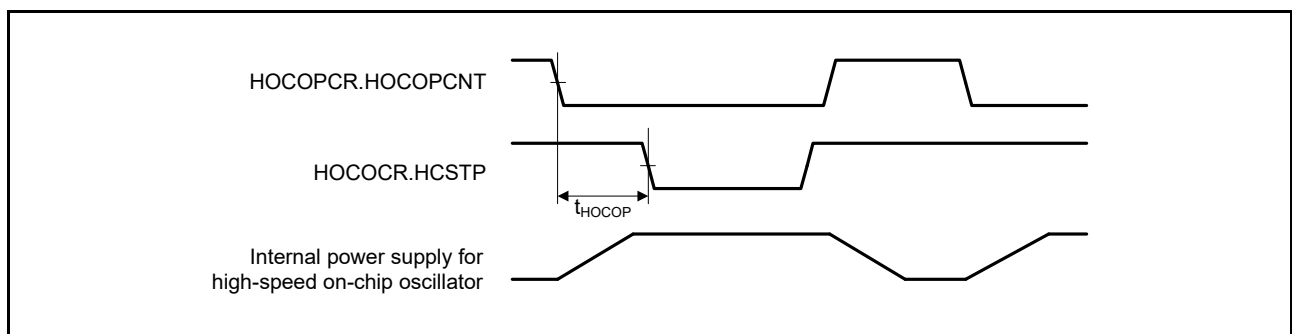 HOCOPCR.HOCOPCNT
HOCOCR.HCSTP
tHOCOP
Internal power supply for
high-speed on-chip oscillator